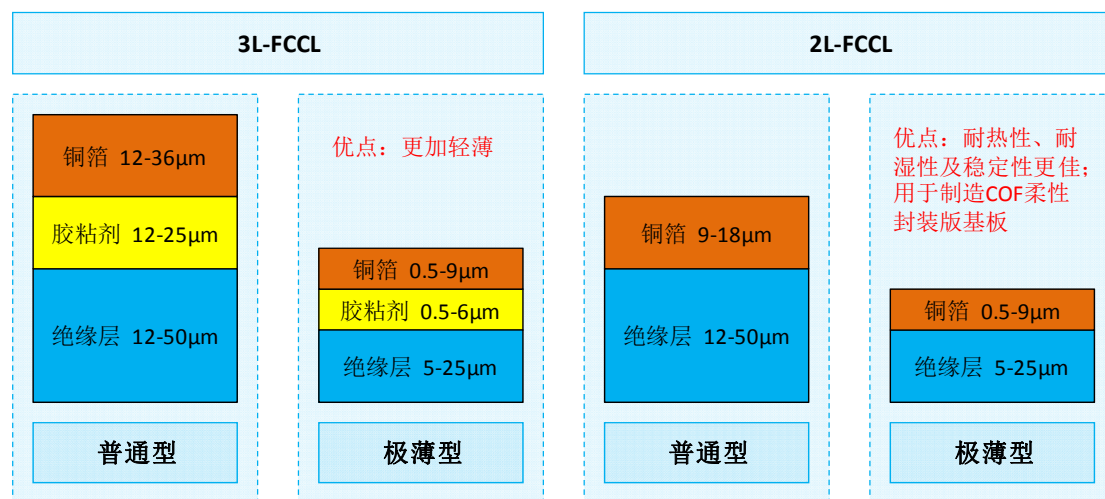 3L-FCCL
2L-FCCL
铜箔 12-36μm
胶粘剂 12-25μm
绝缘层 12-50μm
普通型
优点：更加轻薄
铜箔 0.5-9μm
胶粘剂 0.5-6μm
绝缘层 5-25μm
极薄型
铜箔 9-18μm
绝缘层 12-50μm
普通型
优点：耐热性、耐
湿性及稳定性更佳；
用于制造COF柔性
封装版基板
铜箔 0.5-9μm
绝缘层 5-25μm
极薄型